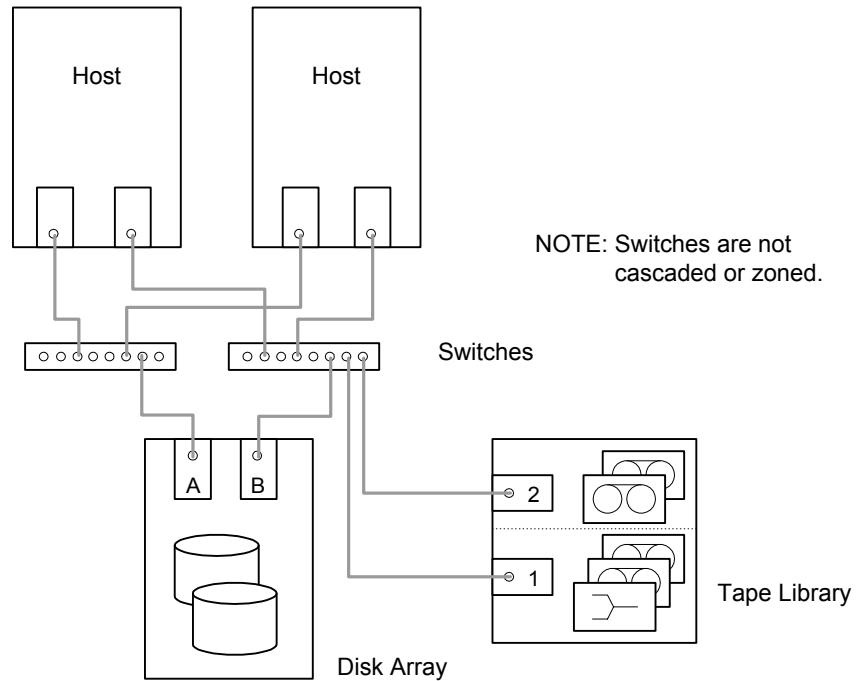 Host
Host
NOTE: Switches are not
cascaded or zoned.
Switches
A
B
2
1
Tape Library
Disk Array